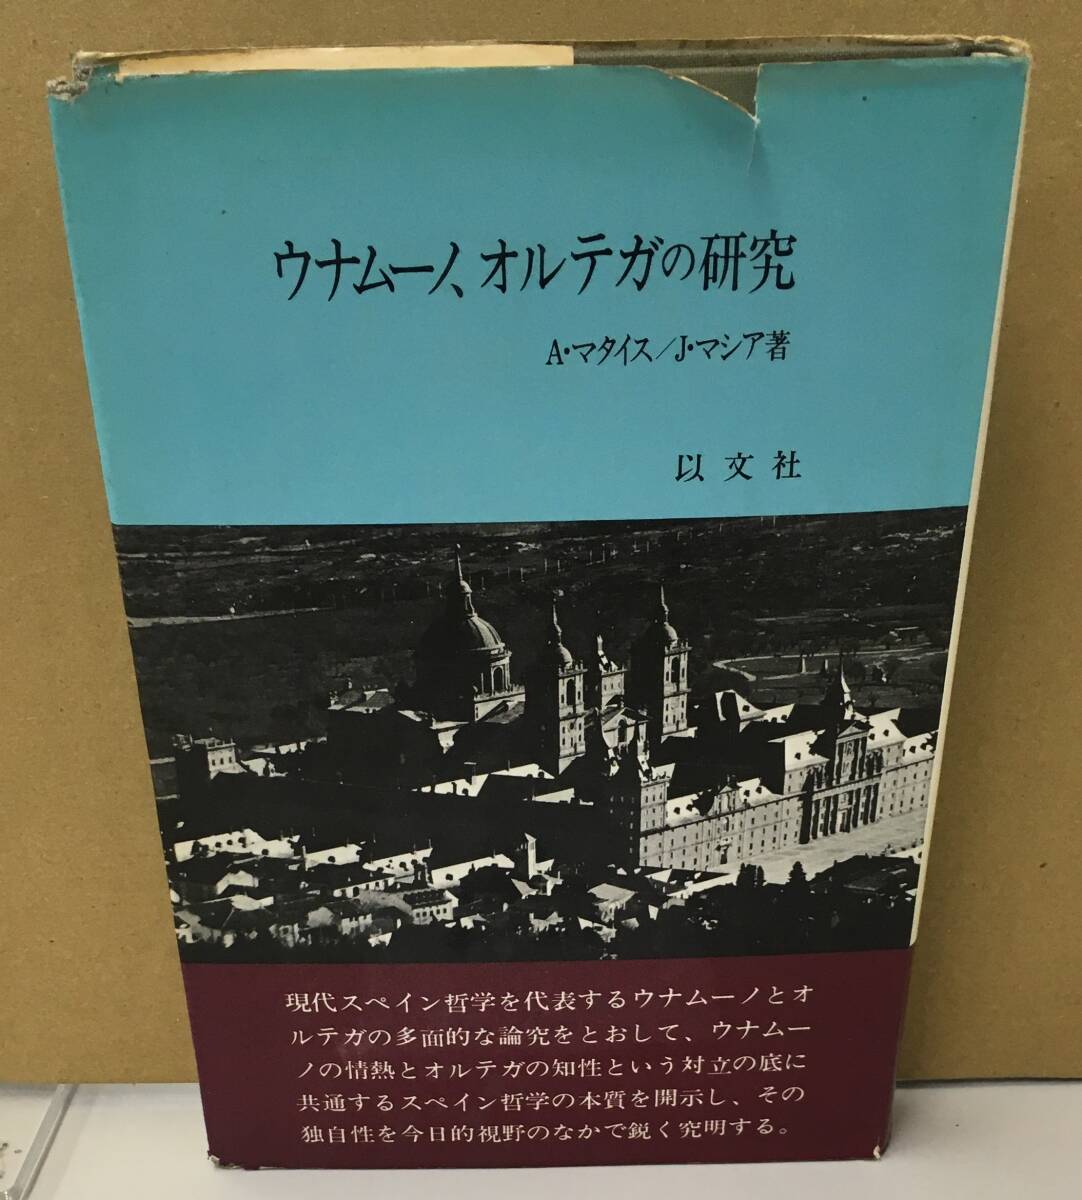 ウナムーノ、オルテガの研究
A・マタイス／J・マシア著
以文社
現代スペイン哲学を代表するウナムーノとオ
ルテガの多面的な論究をとおして、ウナムー
ノの情熱とオルテガの知性という対立の底に
共通するスペイン哲学の本質を開示し、その
独自性を今日的視野のなかで鋭く究明する。